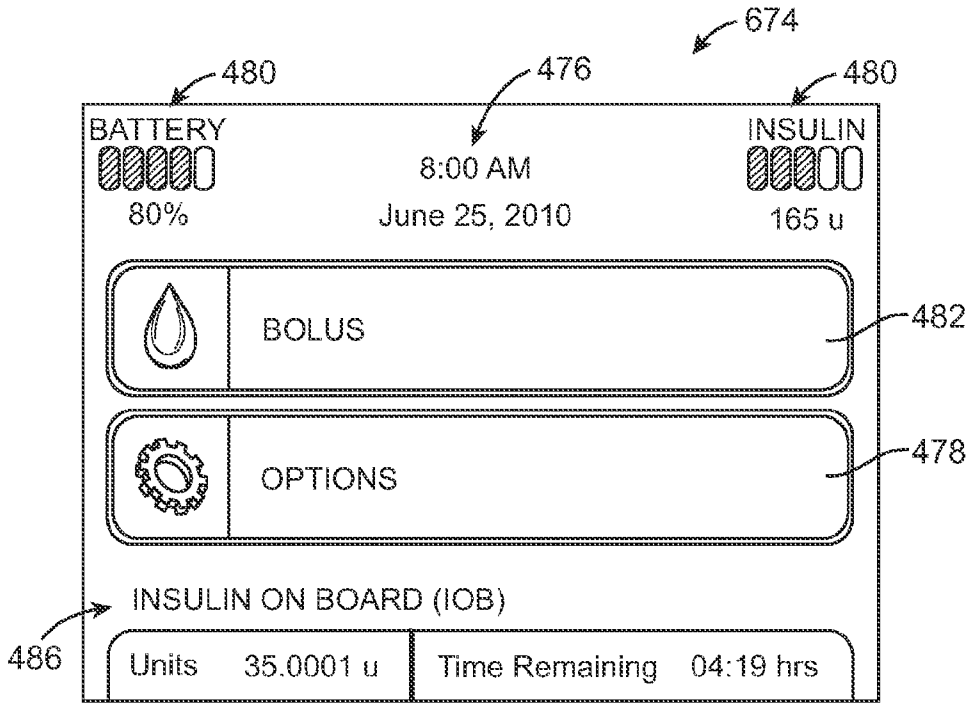 674
480
476
480
BATTERY
INSULIN
8:00 AM
80%
June 25, 2010
165 u
BOLUS
482
OPTIONS
478
INSULIN ON BOARD (IOB)
486
Units 35.0001 u Time Remaining 04:19 hrs